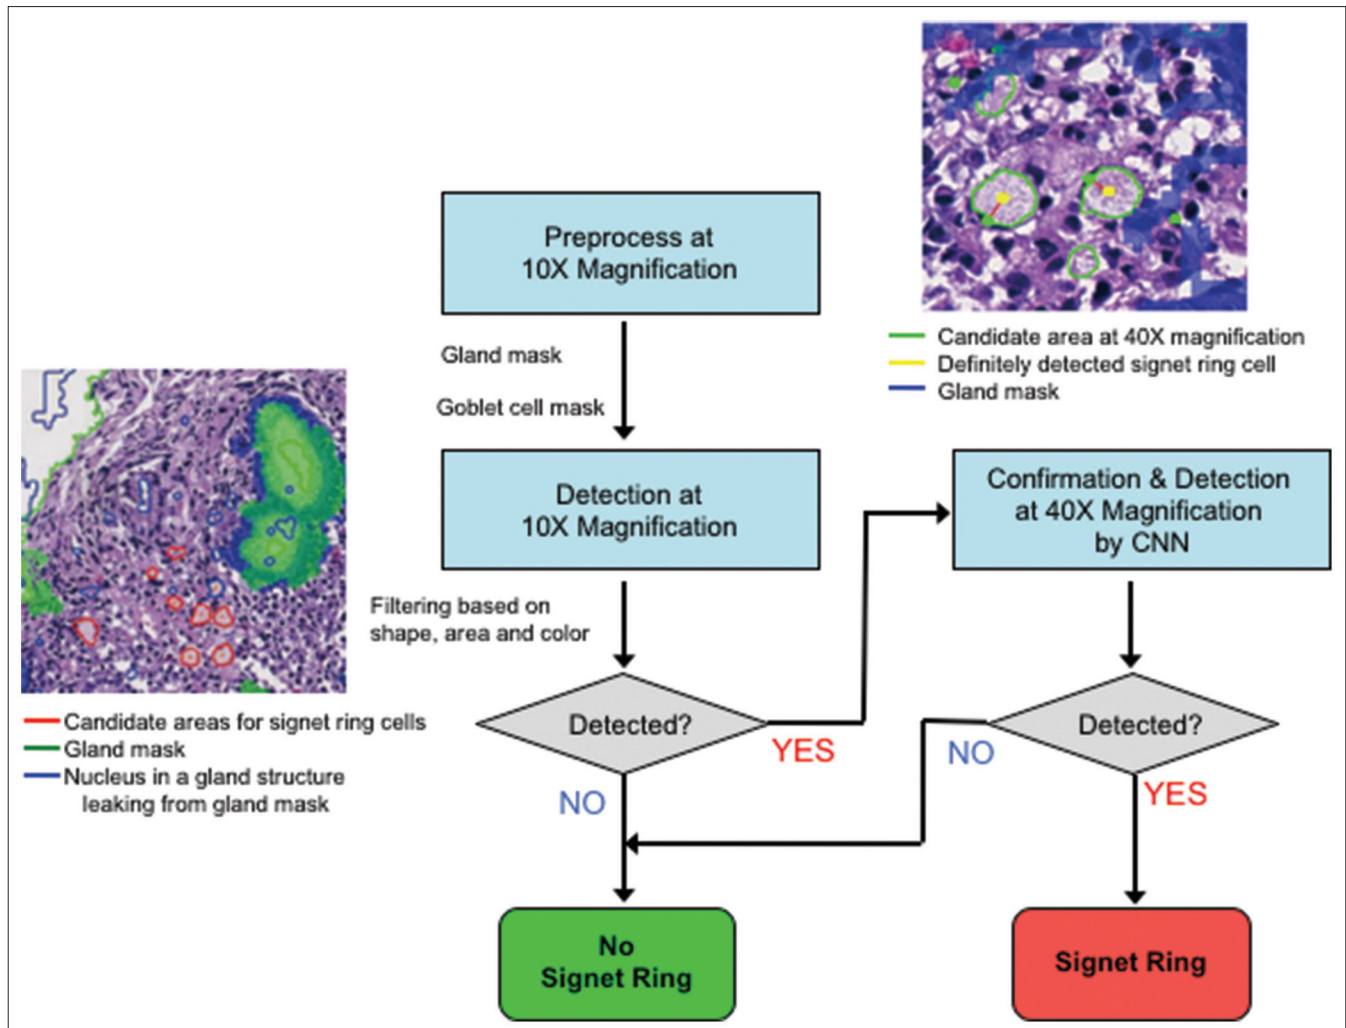 Preprocess at
10X Magnification
Candidate area at 40X magnification
Definitely detected signet ring cell
Gland mask
Gland mask
Goblet cell mask
Detection at
10X Magnification
Confirmation & Detection
at 40X Magnification
by CNN
Filtering based on
shape, area and color
Candidate areas for signet ring cells
Gland mask
Nucleus in a gland structure
leaking from gland mask
Detected?
YES
NO
Detected?
NO
YES
No
Signet Ring
Signet Ring